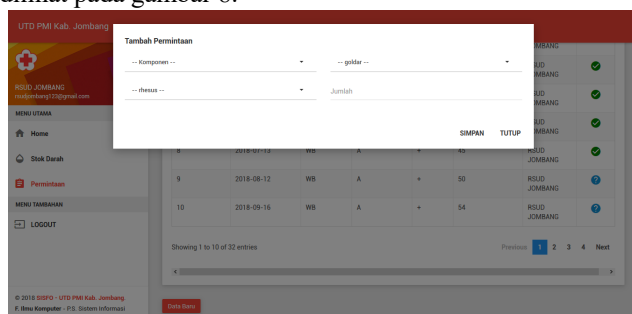 dilihat pada gambar 6.
UTD PMI Kab. Jombang
Tambah Permintaan
-- Komponen --
-- goldar --
-- rhesus --
Jumlah
SIMPAN TUTUP
RSUD JOMBANG
rsudjombang123@gmail.com
MENU UTAMA
Home
Stok Darah
Permintaan
MENU TAMBAHAN
LOGOUT
JOMBANG
RSUD
JOMBANG
RSUD
JOMBANG
RSUD
JOMBANG
8 2018-07-13 WB A + 45 RSUD
JOMBANG
9 2018-08-12 WB A + 50 RSUD
JOMBANG
10 2018-09-16 WB A + 54 RSUD
JOMBANG
Showing 1 to 10 of 32 entries
Previous 1 2 3 4 Next
Data Baru
© 2018 SISFO - UTD PMI Kab. Jombang.
F. Ilmu Komputer - P.S. Sistem Informasi